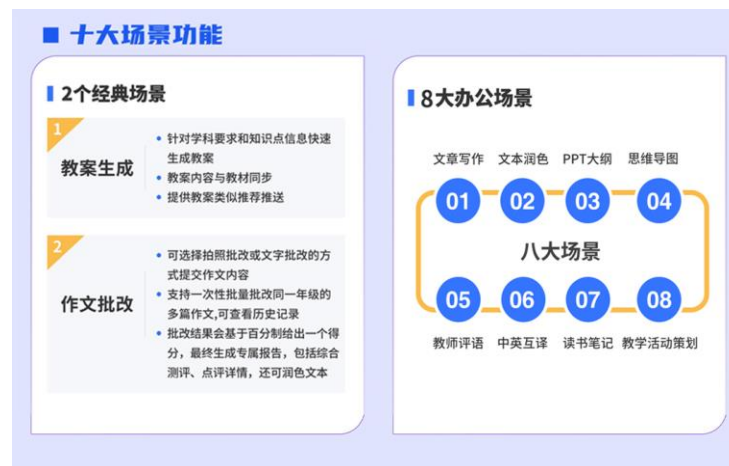 十大场景功能
2个经典场景
1
教案生成
针对学科要求和知识点信息快速
生成教案
教案内容与教材同步
提供教案类似推荐推送
2
作文批改
可选择拍照批改或文字批改的方
式提交作文内容
支持一次性批量批改同一年级的
多篇作文,可查看历史记录
批改结果会基于百分制给出一个得
分，最终生成专属报告，包括综合
测评、点评详情，还可润色文本
8大办公场景
文章写作 文本润色 PPT大纲 思维导图
01 02 03 04
八大场景
05 06 07 08
教师评语 中英互译 读书笔记 教学活动策划